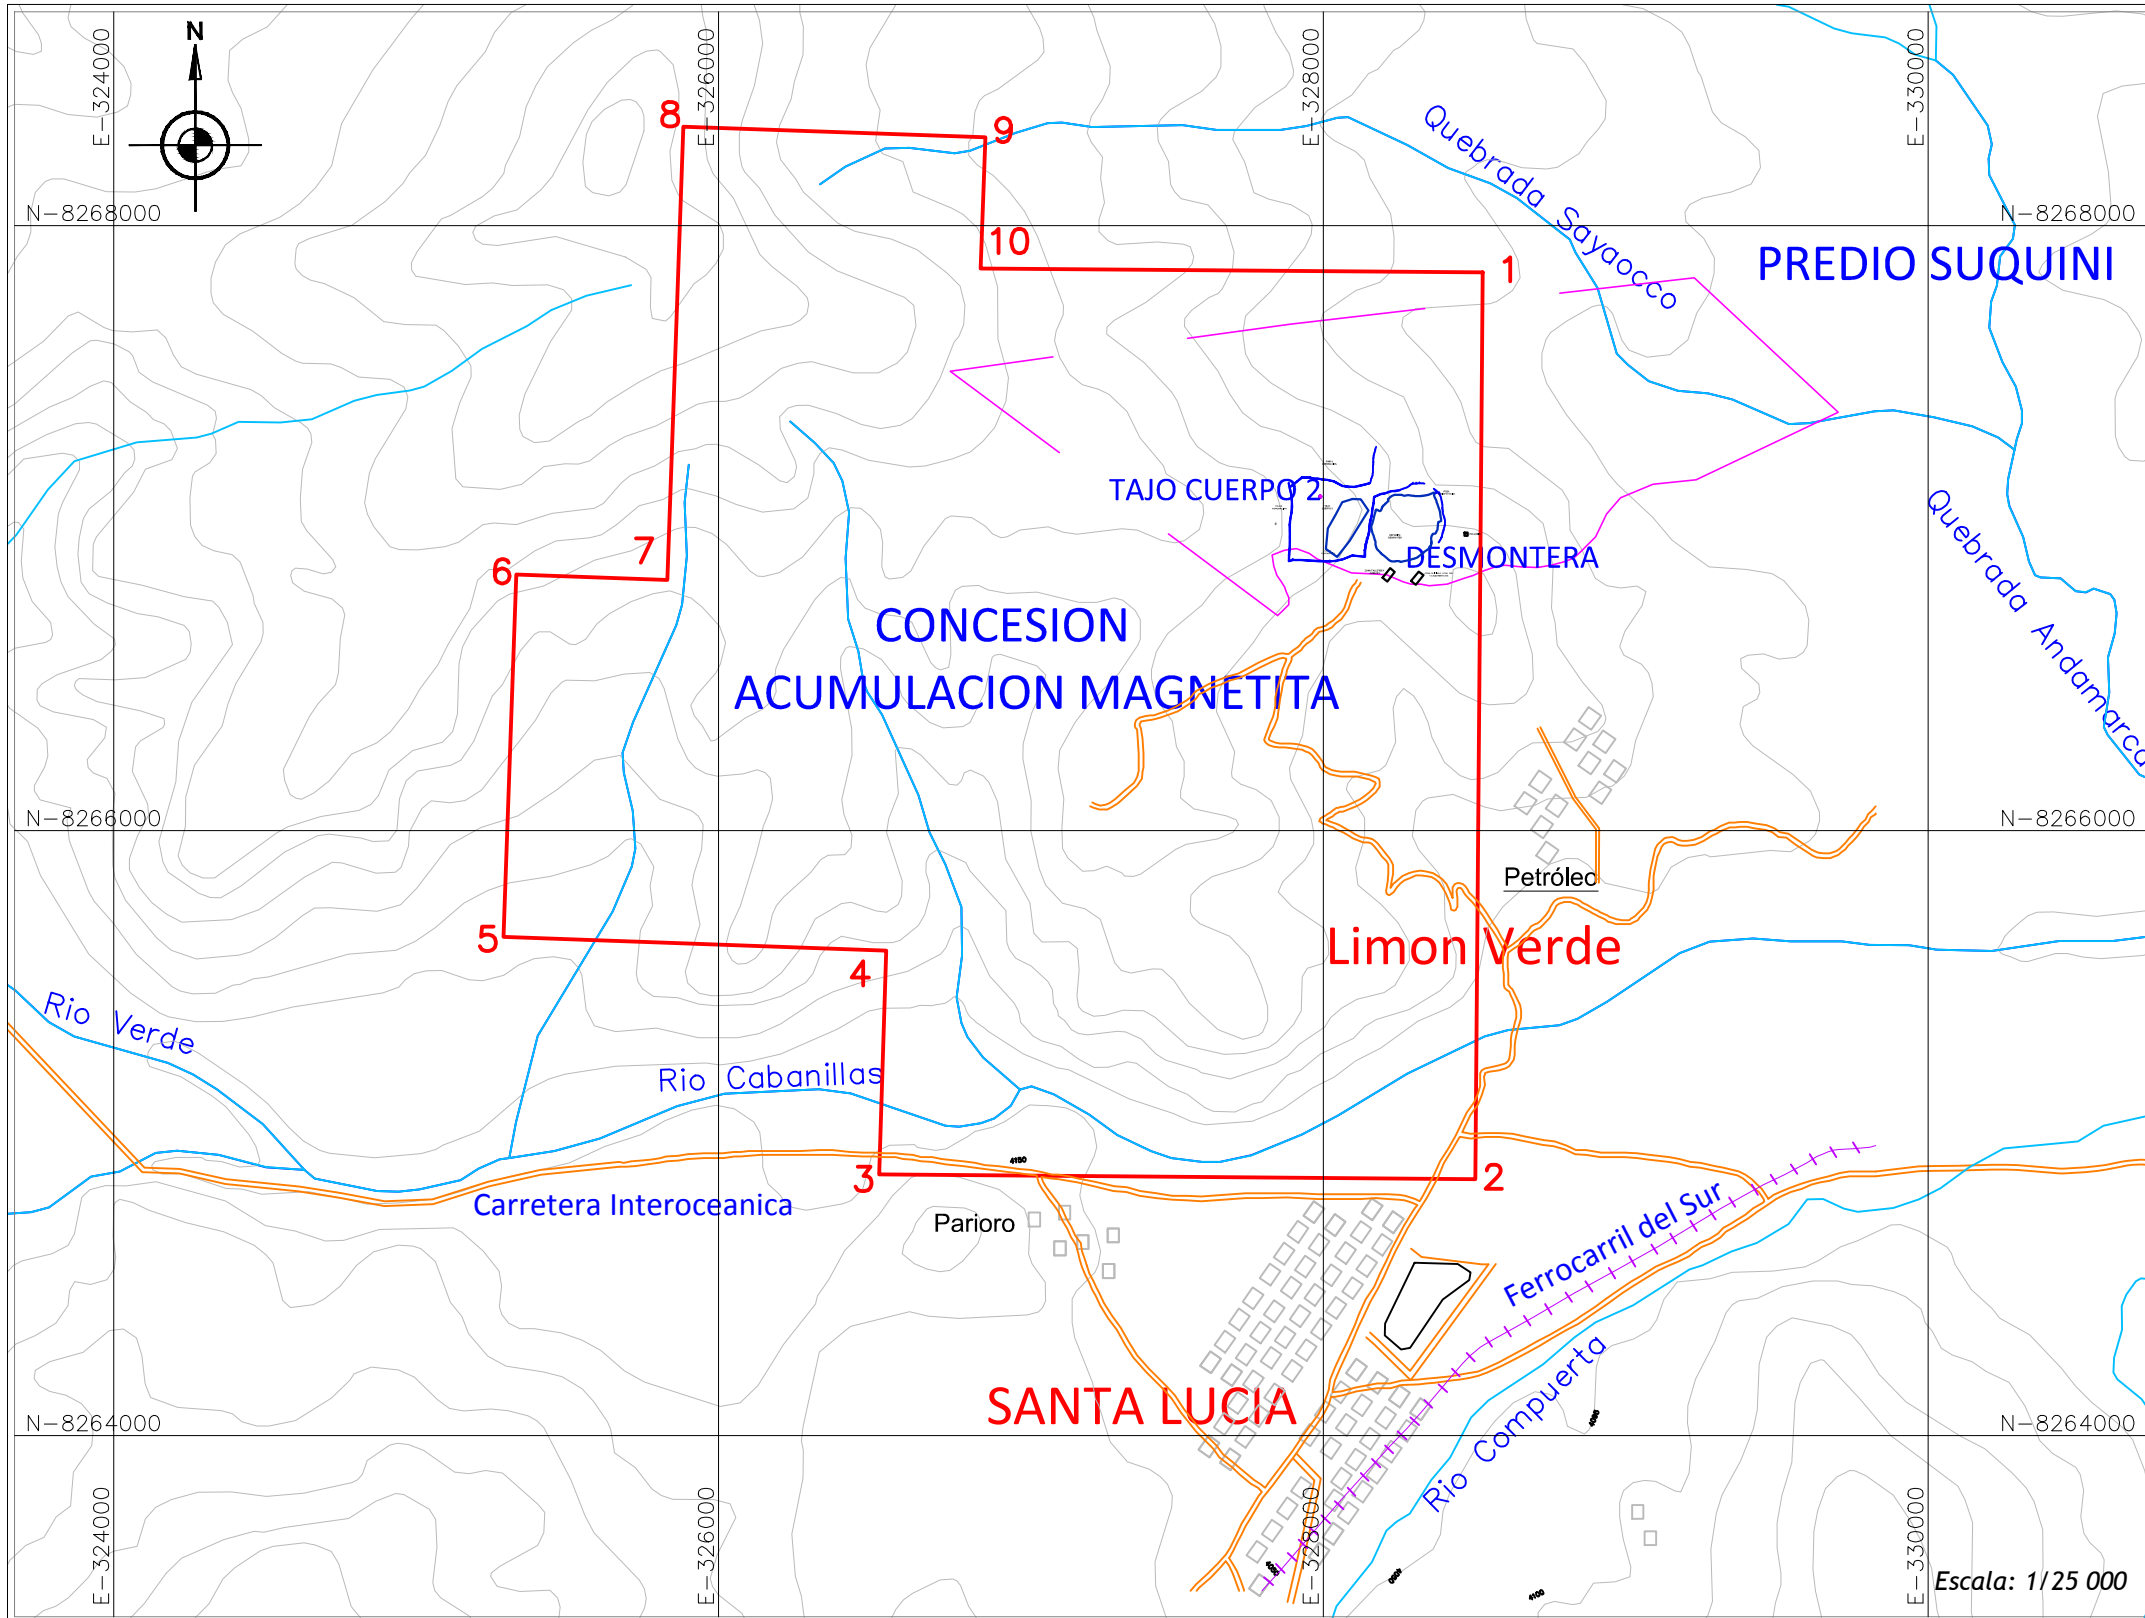 N
E-324000
E-326000
E-328000
E-330000
8
9
Quebrada Sayaocco
N-8268000
N-8268000
10
1
PREDIO SUQUINI
TAJO CUERPO 2
DESMONTERA
Quebrada Andamarca
7
6
CONCESION
ACUMULACION MAGNETITA
N-8266000
N-8266000
Petróleo
5
4
Limon Verde
Rio Verde
Rio Cabanillas
4150
3
2
Carretera Interoceanica
Parioro
Ferrocarril del Sur
SANTA LUCIA
Rio Compuerta
N-8264000
N-8264000
E-324000
E-326000
E-328000
E-330000
4100
Escala: 1/25 000